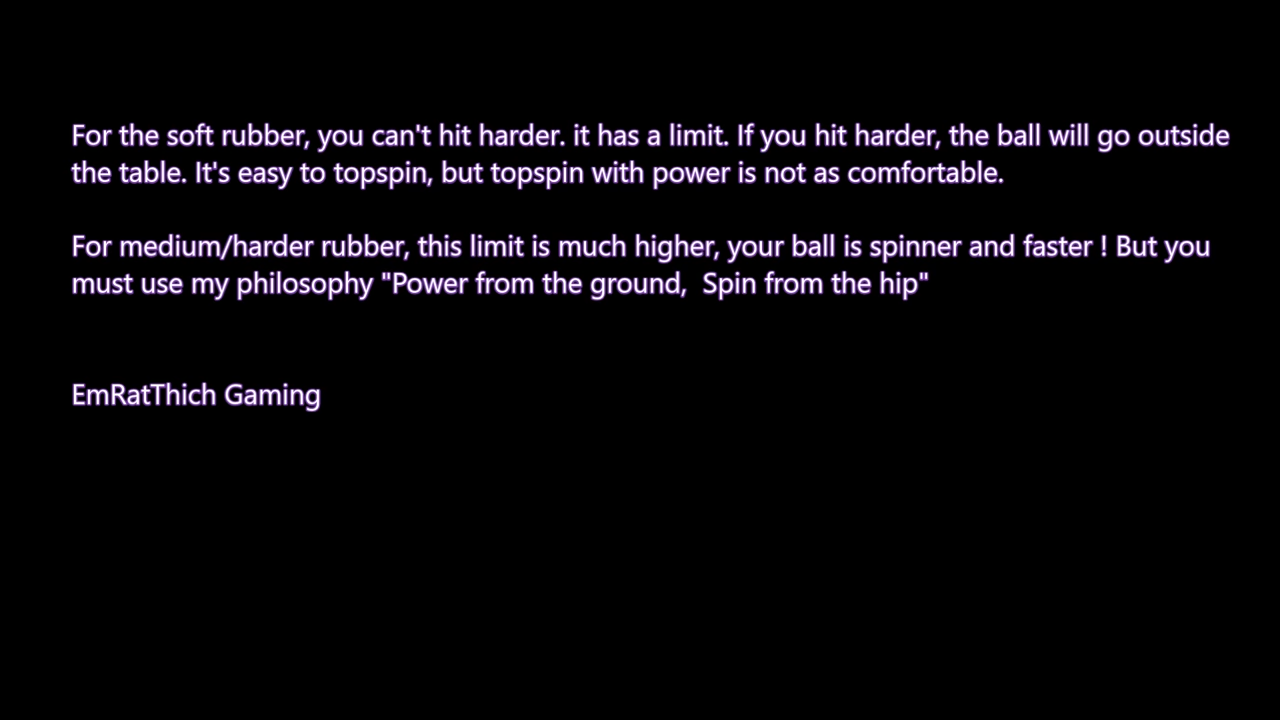 For the soft rubber, you can't hit harder. it has a limit. If you hit harder, the ball will go outside
the table. It's easy to topspin, but topspin with power is not as comfortable.
For medium/harder rubber, this limit is much higher, your ball is spinner and faster ! But you
must use my philosophy "Power from the ground,  Spin from the hip"
EmRatThich Gaming